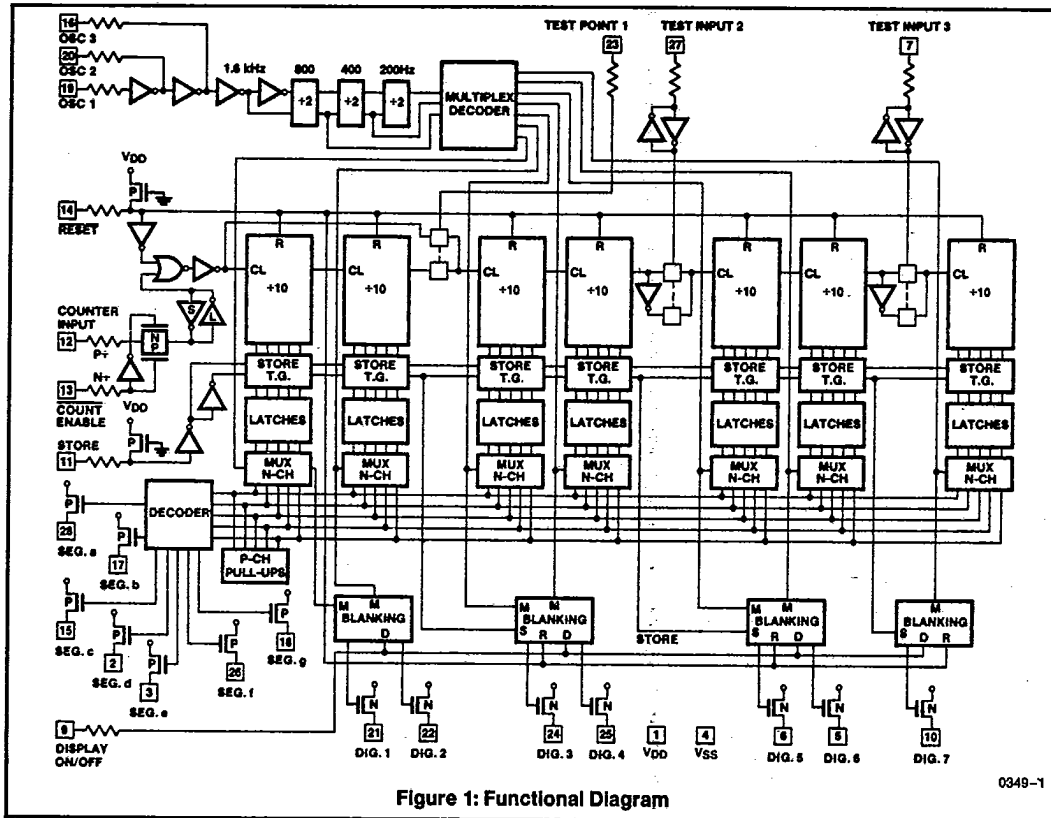 16
OSC 3
20
OSC 2
19
OSC 1
1.6 kHz
800
400
200Hz
÷2
÷2
÷2
MULTIPLEX
DECODER
TEST POINT 1
23
TEST INPUT 2
27
TEST INPUT 3
7
VDD
P
14
RESET
R
R
R
R
R
R
R
CL
CL
CL
CL
÷10
÷10
÷10
÷10
÷10
÷10
÷10
S
L
COUNTER
INPUT
12
P÷
N
P
13
N÷
COUNT
ENABLE
VDD
P
STORE
11
STORE
T.G.
STORE
T.G.
STORE
T.G.
STORE
T.G.
STORE
T.G.
STORE
T.G.
STORE
T.G.
LATCHES
LATCHES
LATCHES
LATCHES
LATCHES
LATCHES
LATCHES
MUX
N-CH
MUX
N-CH
MUX
N-CH
MUX
N-CH
MUX
N-CH
MUX
N-CH
MUX
N-CH
DECODER
P-CH
PULL-UPS
P
28
SEG. a
P
17
SEG. b
P
15
SEG. c
P
2
SEG. d
P
3
SEG. e
P
26
SEG. f
P
18
SEG. g
M M
BLANKING
D
M M
BLANKING
S R D
STORE
M M
BLANKING
S R D
M
BLANKING
S D R
9
DISPLAY
ON/OFF
N
21
DIG. 1
N
22
DIG. 2
N
24
DIG. 3
N
25
DIG. 4
1
VDD
4
VSS
N
6
DIG. 5
N
5
DIG. 6
N
10
DIG. 7
0349-1
Figure 1: Functional Diagram